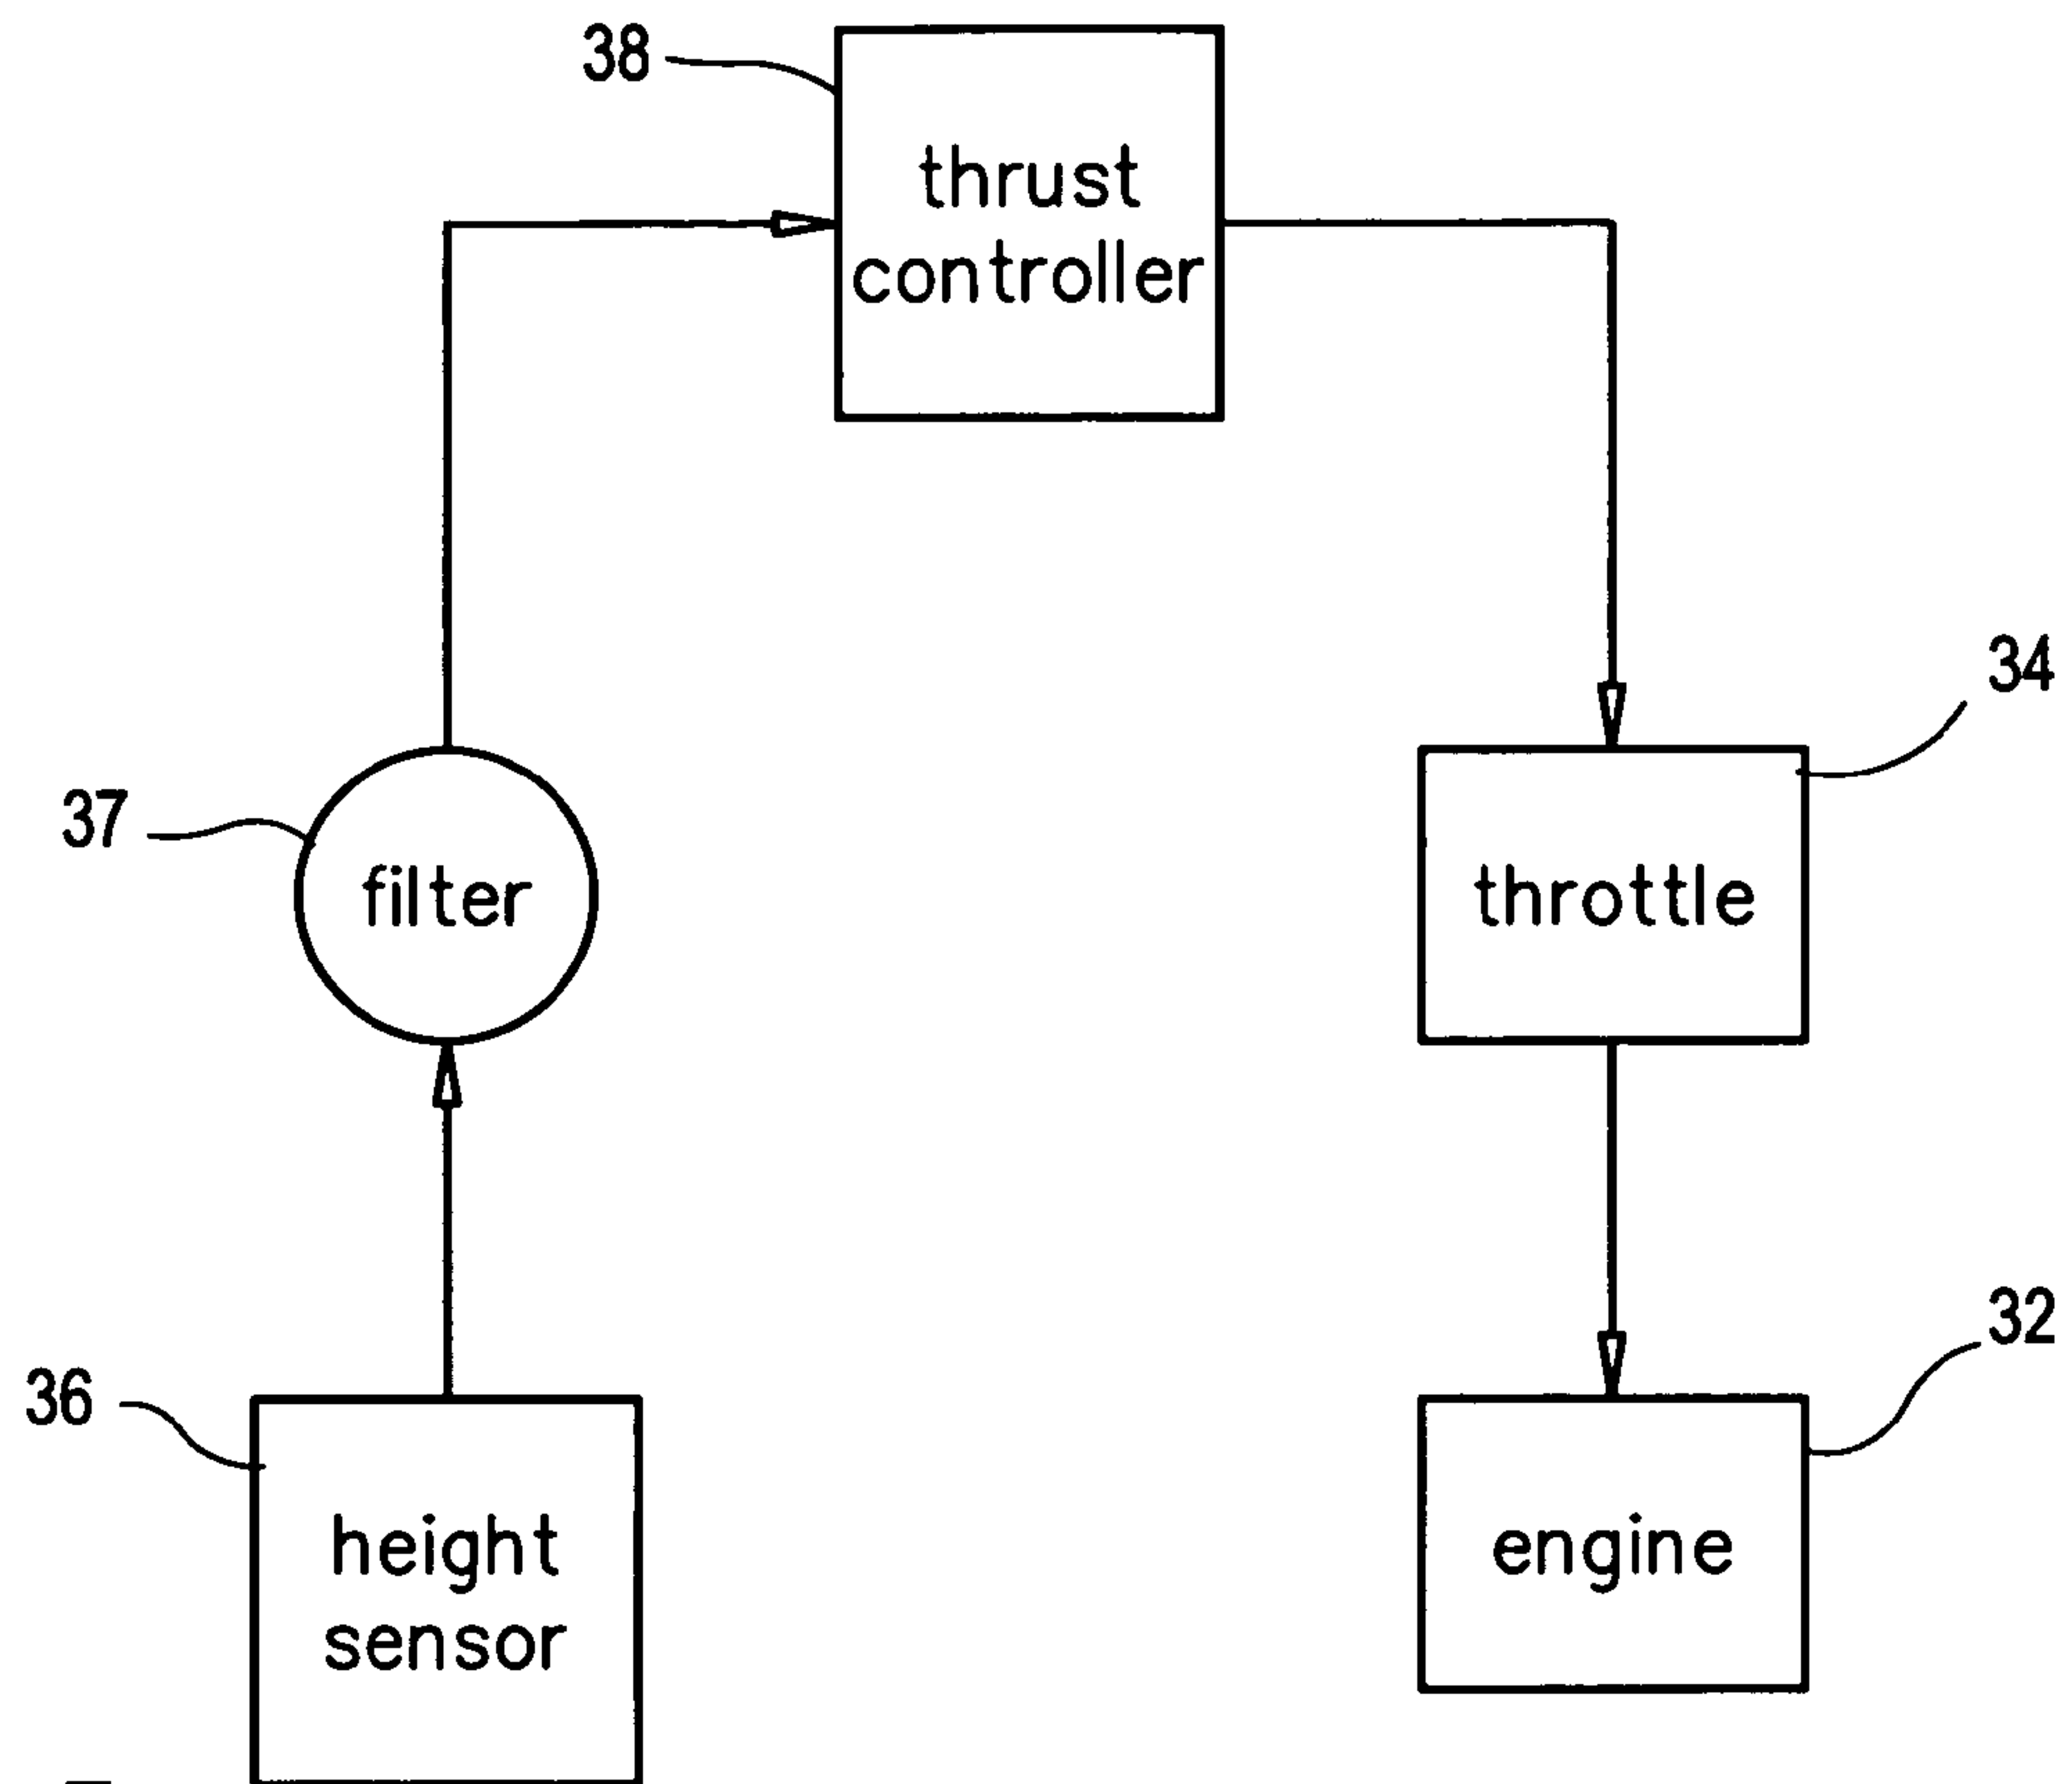 38
thrust
controller
34
37
filter
throttle
32
36
height
sensor
engine